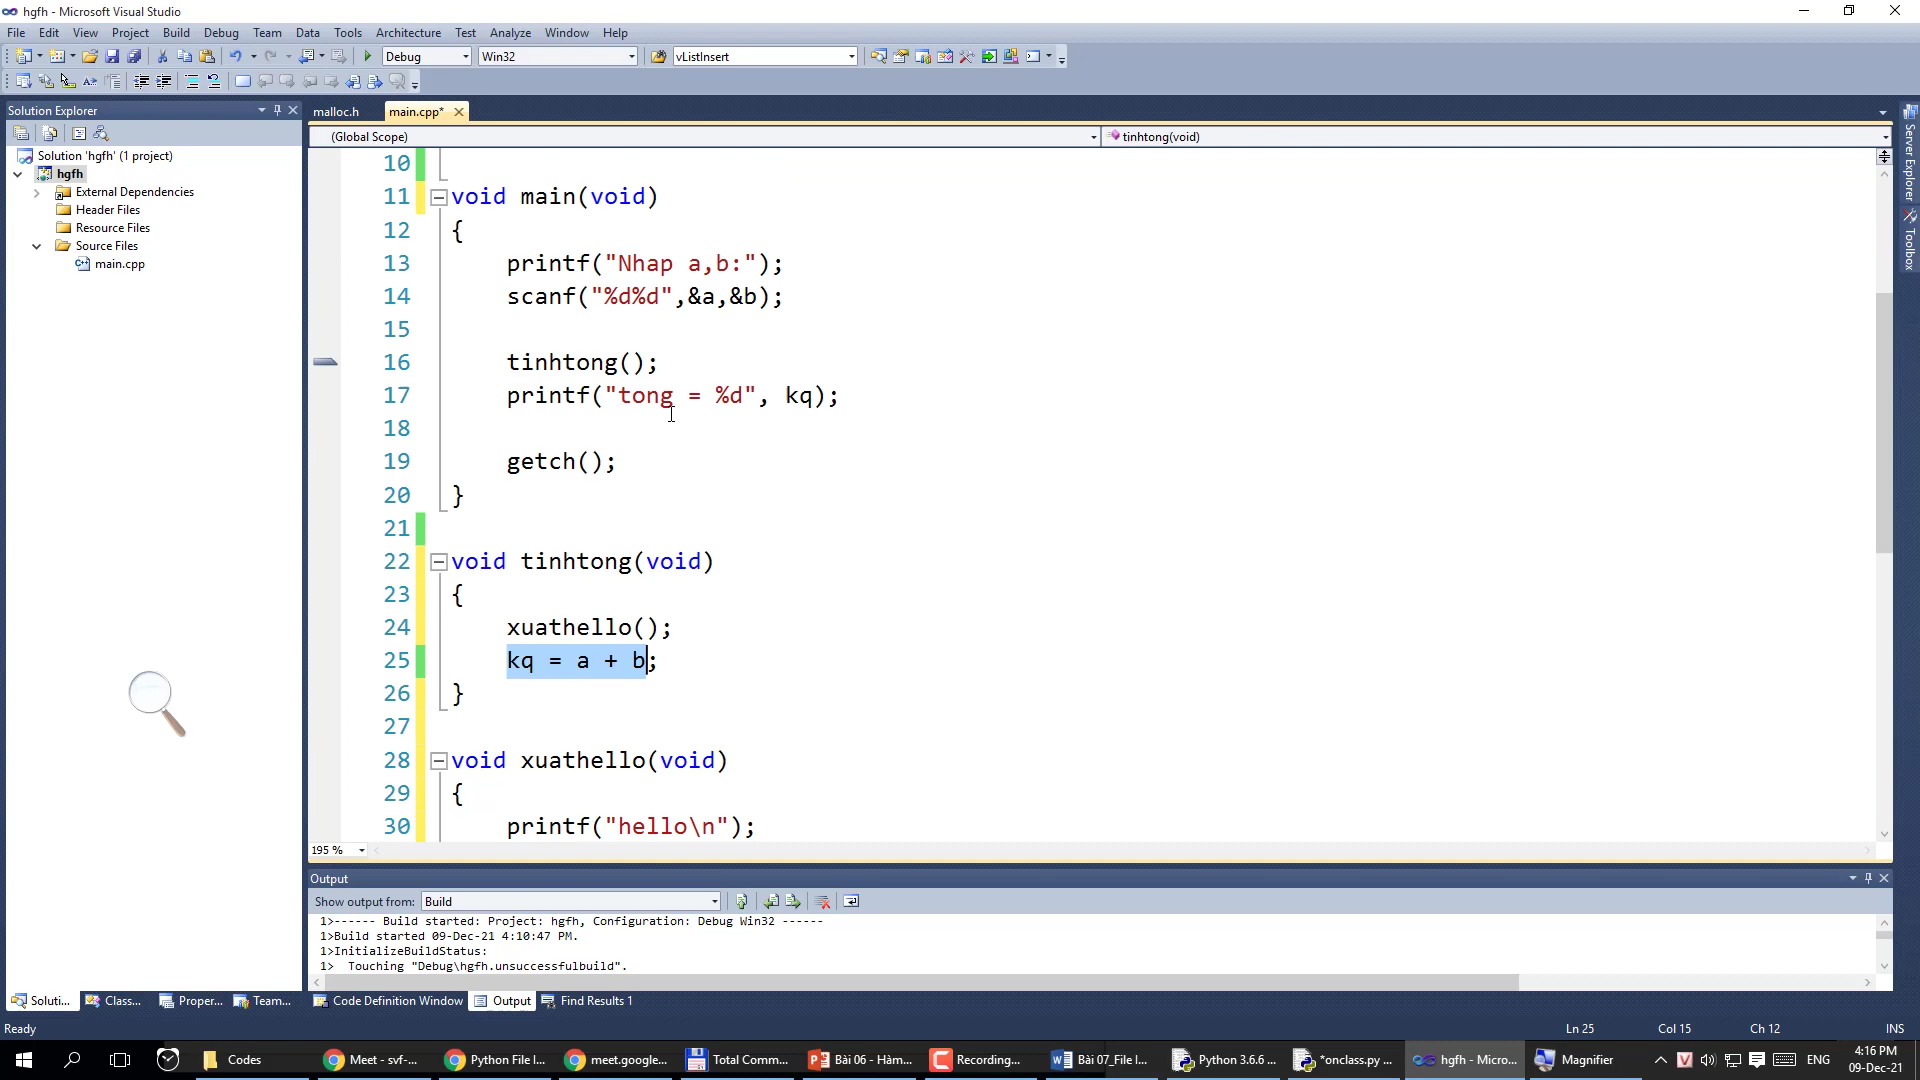 hgfh - Microsoft Visual Studio
File Edit View Project Build Debug Team Data Tools Architecture Test Analyze Window Help
Debug Win32 vListInsert
Solution Explorer
malloc.h main.cpp*
(Global Scope) tinhtong(void)
Solution 'hgfh' (1 project)
hgfh
External Dependencies
Header Files
Resource Files
Source Files
main.cpp
10
11 void main(void)
12 {
13 printf("Nhap a,b:");
14 scanf("%d%d",&a,&b);
15
16 tinhtong();
17 printf("tong = %d", kq);
18
19 getch();
20 }
21
22 void tinhtong(void)
23 {
24 xuathello();
25 kq = a + b;
26 }
27
28 void xuathello(void)
29 {
30 printf("hello\n");
195 %
Server Explorer
Toolbox
Output
Show output from: Build
1>------ Build started: Project: hgfh, Configuration: Debug Win32 ------
1>Build started 09-Dec-21 4:10:47 PM.
1>InitializeBuildStatus:
1> Touching "Debug\hgfh.unsuccessfulbuild".
Soluti... Class... Proper... Team... Code Definition Window Output Find Results 1
Ready Ln 25 Col 15 Ch 12 INS
Codes Meet - svf-... Python File I... meet.google... Total Comm... Bài 06 - Hàm... Recording... Bài 07_File I... Python 3.6.6 ... *onclass.py ... hgfh - Micro... Magnifier ENG 4:16 PM
09-Dec-21